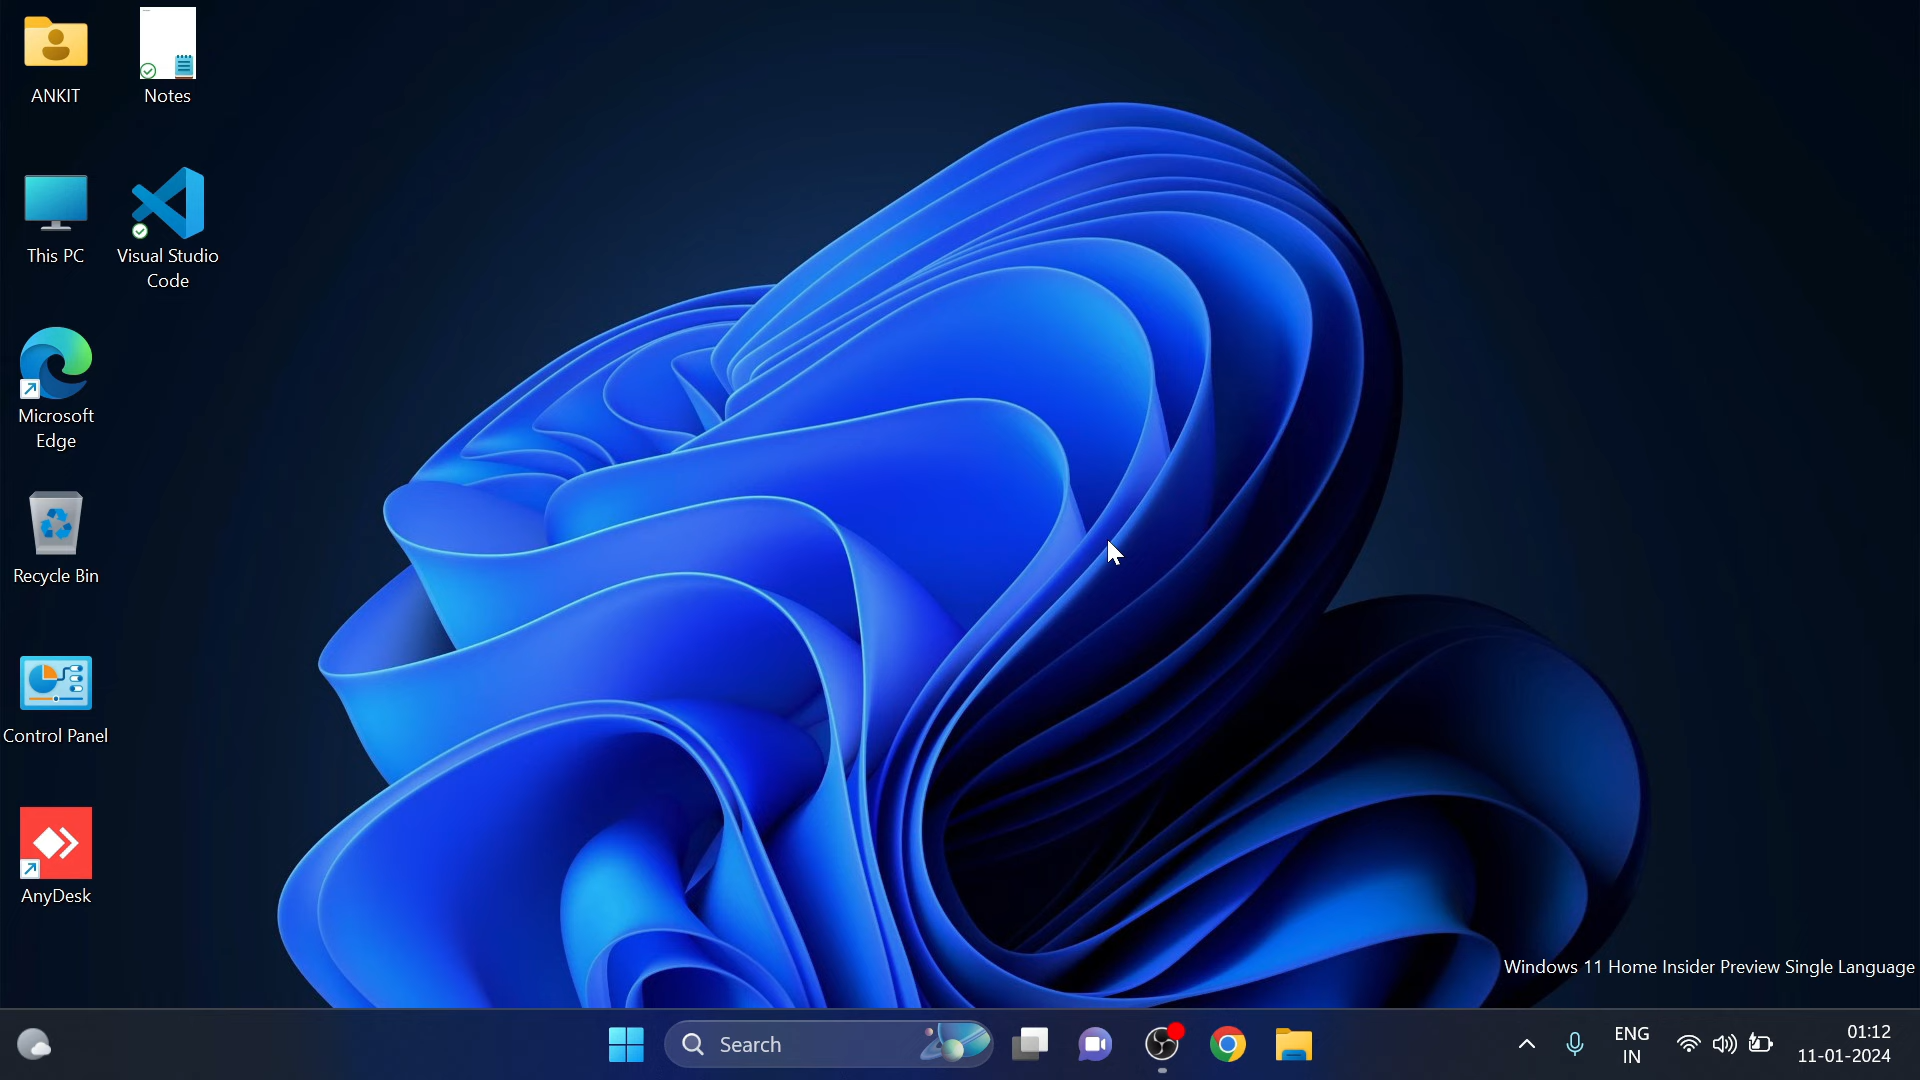 ANKIT
Notes
This PC
Visual Studio
Code
Microsoft
Edge
Recycle Bin
Control Panel
AnyDesk
Windows 11 Home Insider Preview Single Language
Search
ENG
IN
01:12
11-01-2024